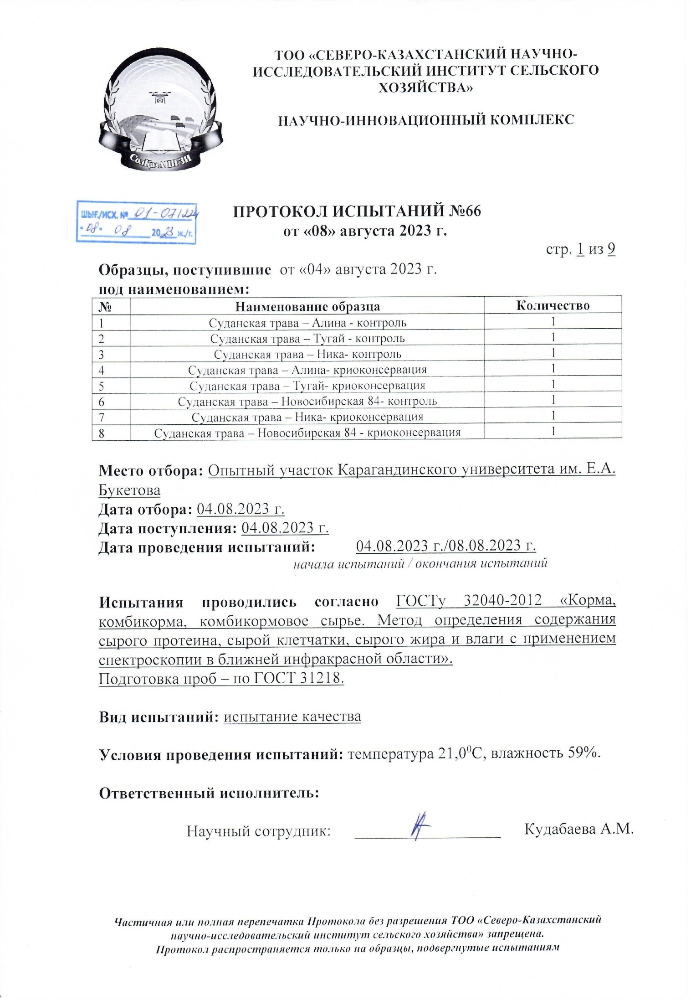 ТОО «СЕВЕРО-КАЗАХСТАНСКИЙ НАУЧНО-
ИССЛЕДОВАТЕЛЬСКИЙ ИНСТИТУТ СЕЛЬСКОГО
ХОЗЯЙСТВА»
НАУЧНО-ИННОВАЦИОННЫЙ КОМПЛЕКС
СолҚазАШҒЗИ
ШЫҒ./ИСХ. № 01-07/224
"08" 08 2023 ж./г.
ПРОТОКОЛ ИСПЫТАНИЙ №66
от «08» августа 2023 г.
стр. 1 из 9
Образцы, поступившие от «04» августа 2023 г.
под наименованием:
№ Наименование образца Количество
1 Суданская трава – Алина - контроль 1
2 Суданская трава – Тугай - контроль 1
3 Суданская трава – Ника- контроль 1
4 Суданская трава – Алина- криоконсервация 1
5 Суданская трава – Тугай- криоконсервация 1
6 Суданская трава – Новосибирская 84- контроль 1
7 Суданская трава – Ника- криоконсервация 1
8 Суданская трава – Новосибирская 84 - криоконсервация 1
Место отбора: Опытный участок Карагандинского университета им. Е.А.
Букетова
Дата отбора: 04.08.2023 г.
Дата поступления: 04.08.2023 г.
Дата проведения испытаний: 04.08.2023 г./08.08.2023 г.
начала испытаний / окончания испытаний
Испытания проводились согласно ГОСТу 32040-2012 «Корма,
комбикорма, комбикормовое сырье. Метод определения содержания
сырого протеина, сырой клетчатки, сырого жира и влаги с применением
спектроскопии в ближней инфракрасной области».
Подготовка проб – по ГОСТ 31218.
Вид испытаний: испытание качества
Условия проведения испытаний: температура 21,0⁰С, влажность 59%.
Ответственный исполнитель:
Научный сотрудник: Кудабаева А.М.
Частичная или полная перепечатка Протокола без разрешения ТОО «Северо-Казахстанский
научно-исследовательский институт сельского хозяйства» запрещена.
Протокол распространяется только на образцы, подвергнутые испытаниям